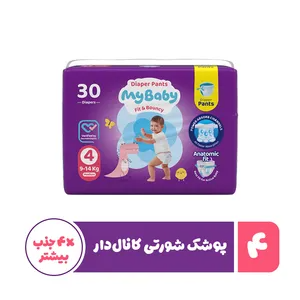 Diaper Pants
MyBaby
Fit & Bouncy
30
Diapers
Pants
4
9-14 Kg
Anatomic
Fit
۴
پوشک شورتی کانال‌دار
۴x جذب
بیشتر